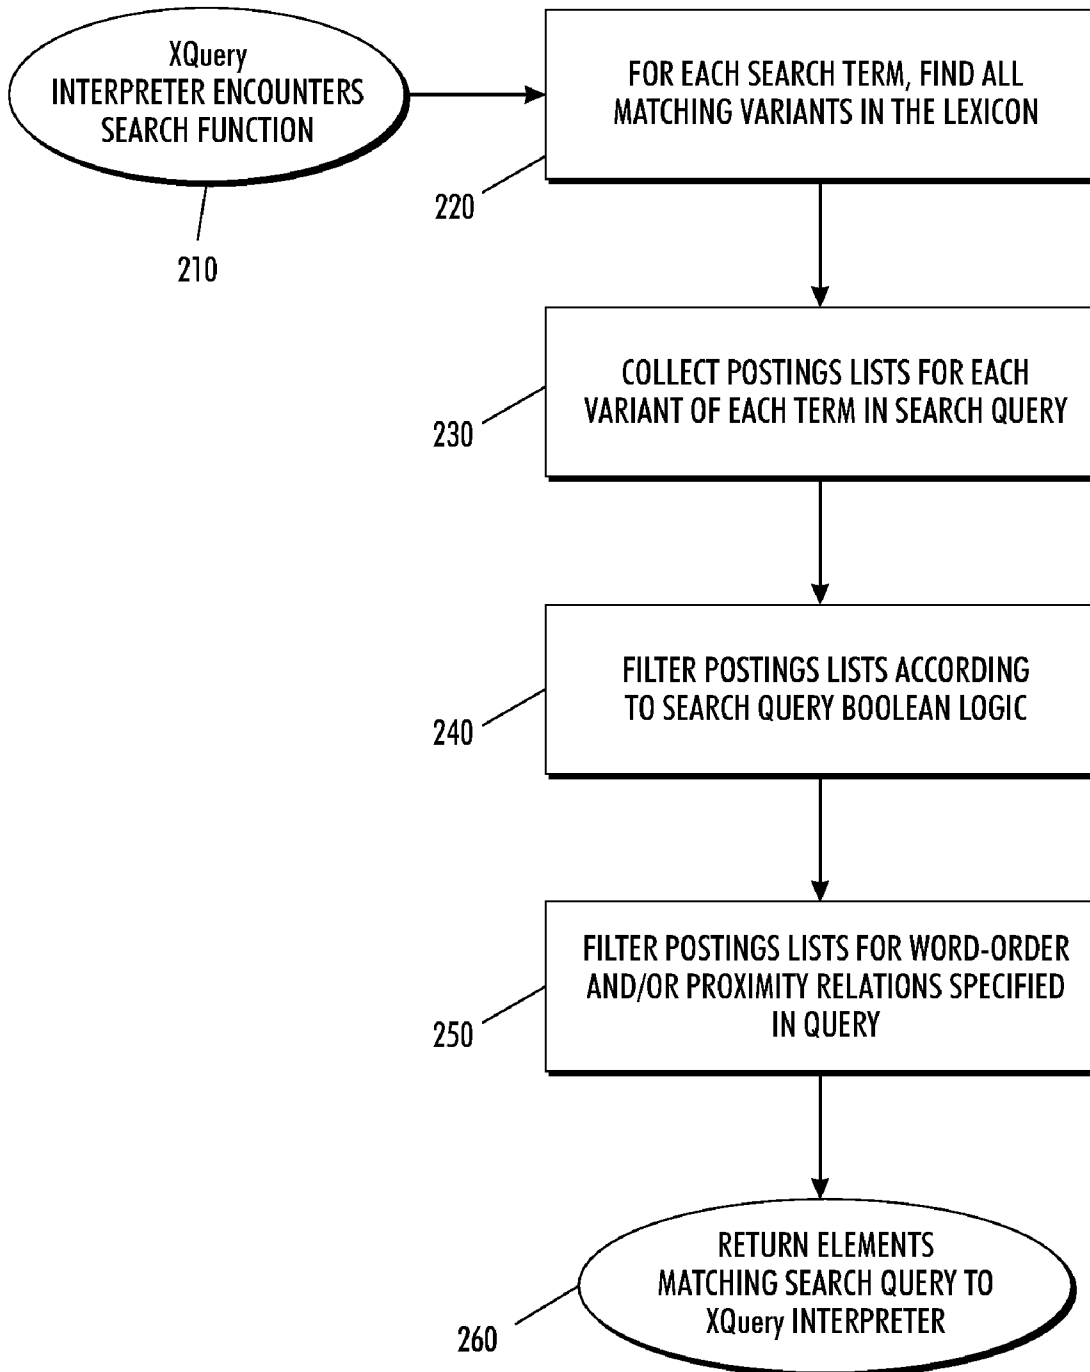 XQuery
INTERPRETER ENCOUNTERS
SEARCH FUNCTION
210
FOR EACH SEARCH TERM, FIND ALL
MATCHING VARIANTS IN THE LEXICON
220
COLLECT POSTINGS LISTS FOR EACH
VARIANT OF EACH TERM IN SEARCH QUERY
230
FILTER POSTINGS LISTS ACCORDING
TO SEARCH QUERY BOOLEAN LOGIC
240
FILTER POSTINGS LISTS FOR WORD-ORDER
AND/OR PROXIMITY RELATIONS SPECIFIED
IN QUERY
250
RETURN ELEMENTS
MATCHING SEARCH QUERY TO
XQuery INTERPRETER
260